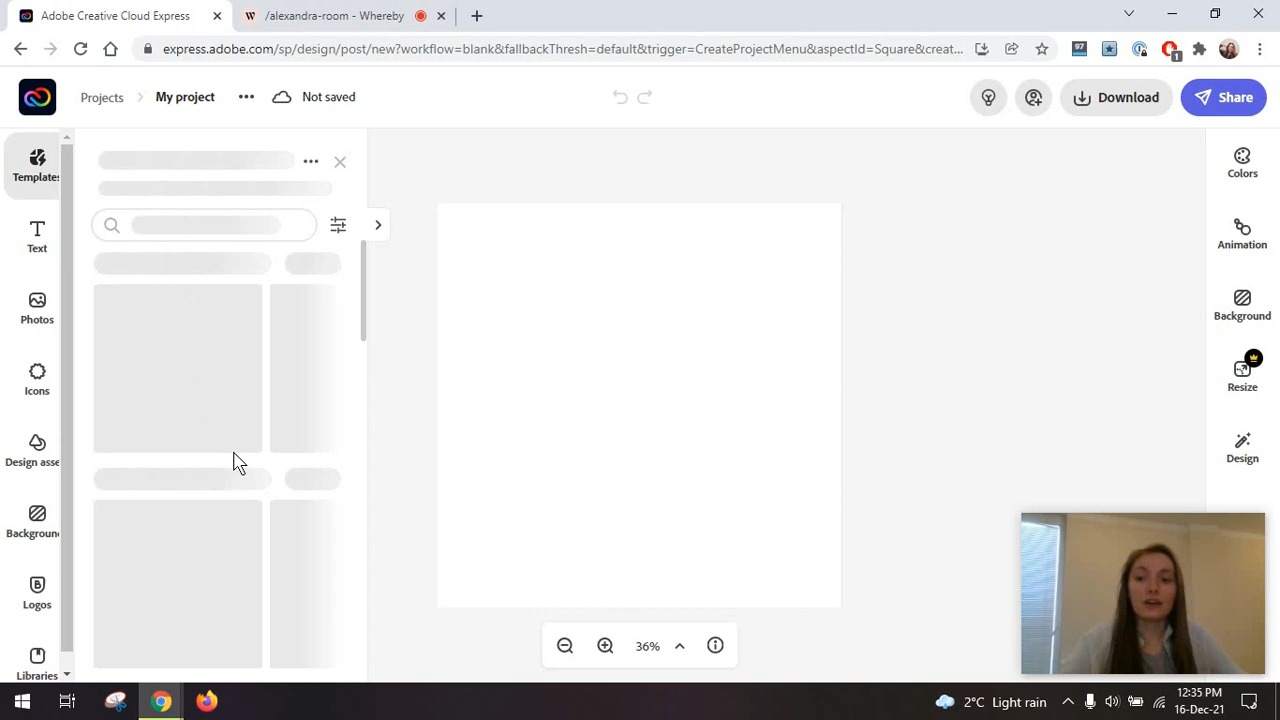 Adobe Creative Cloud Express
/alexandra-room - Whereby
express.adobe.com/sp/design/post/new?workflow=blank&fallbackThresh=default&trigger=CreateProjectMenu&aspectId=Square&creat...
97
1
Projects
My project
Not saved
Download
Share
Templates
Text
Photos
Icons
Design asse
Backgroun
Logos
Libraries
Colors
Animation
Background
Resize
Design
36%
2°C Light rain
12:35 PM
16-Dec-21